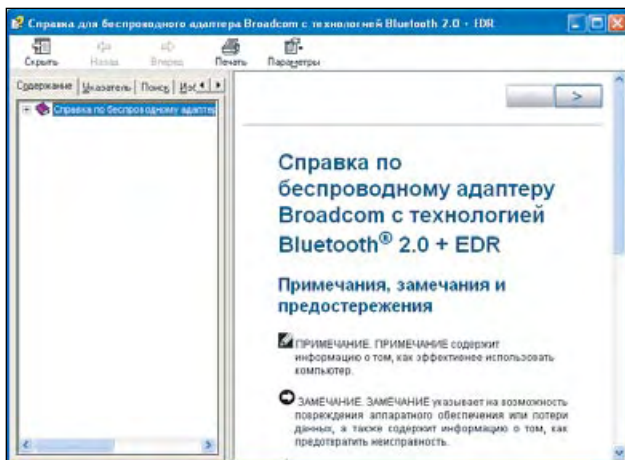 Справка для беспроводного адаптера Broadcom с технологией Bluetooth 2.0 + EDR
Скрыть Назад Вперед Печать Параметры
Содержание Указатель Поиск Изб
Справка по беспроводному адаптер
>
Справка по
беспроводному адаптеру
Broadcom с технологией
Bluetooth® 2.0 + EDR
Примечания, замечания и
предостережения
ПРИМЕЧАНИЕ. ПРИМЕЧАНИЕ содержит
информацию о том, как эффективнее использовать
компьютер.
ЗАМЕЧАНИЕ. ЗАМЕЧАНИЕ указывает на возможность
повреждения аппаратного обеспечения или потери
данных, а также содержит информацию о том, как
предотвратить неисправность.